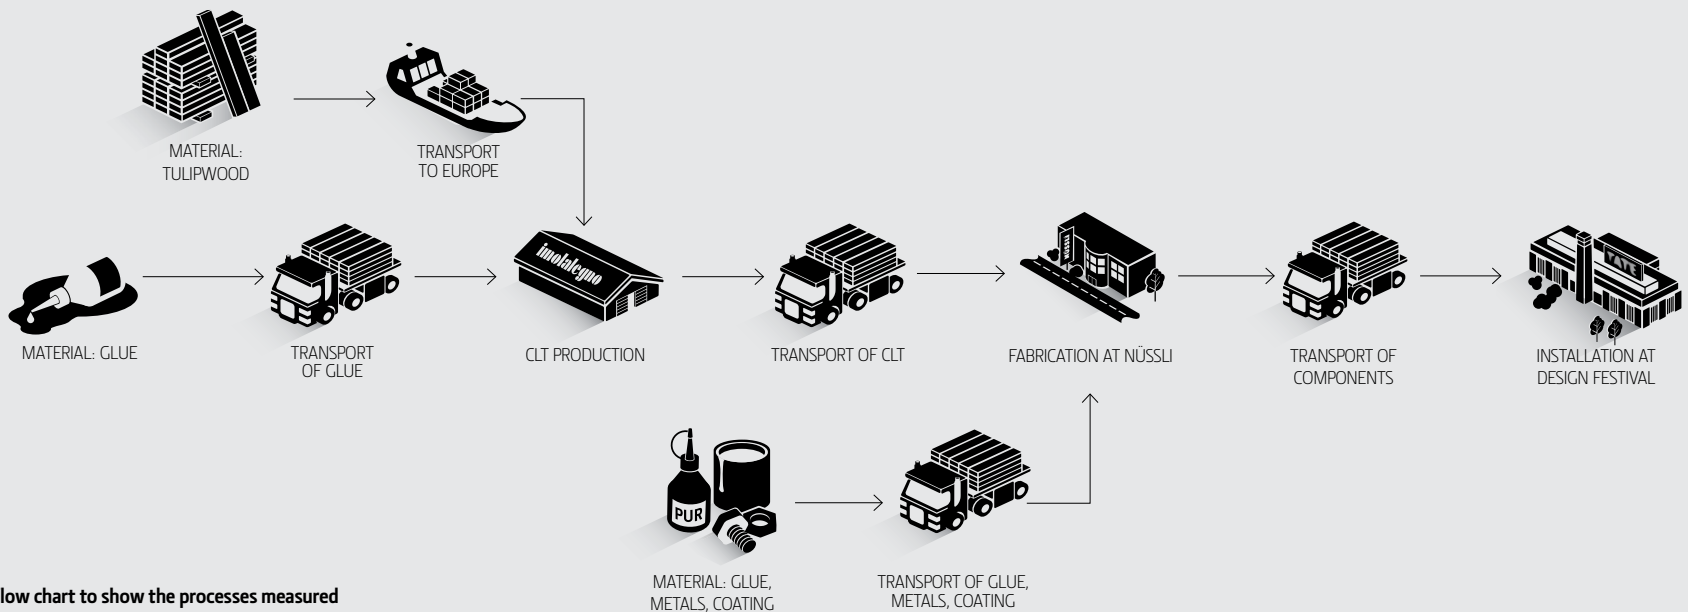 MATERIAL:
TULIPWOOD
TRANSPORT
TO EUROPE
imolalegno
TATE
MATERIAL: GLUE
TRANSPORT
OF GLUE
CLT PRODUCTION
TRANSPORT OF CLT
FABRICATION AT NÜSSLI
TRANSPORT OF
COMPONENTS
INSTALLATION AT
DESIGN FESTIVAL
PUR
MATERIAL: GLUE,
METALS, COATING
TRANSPORT OF GLUE,
METALS, COATING
low chart to show the processes measured